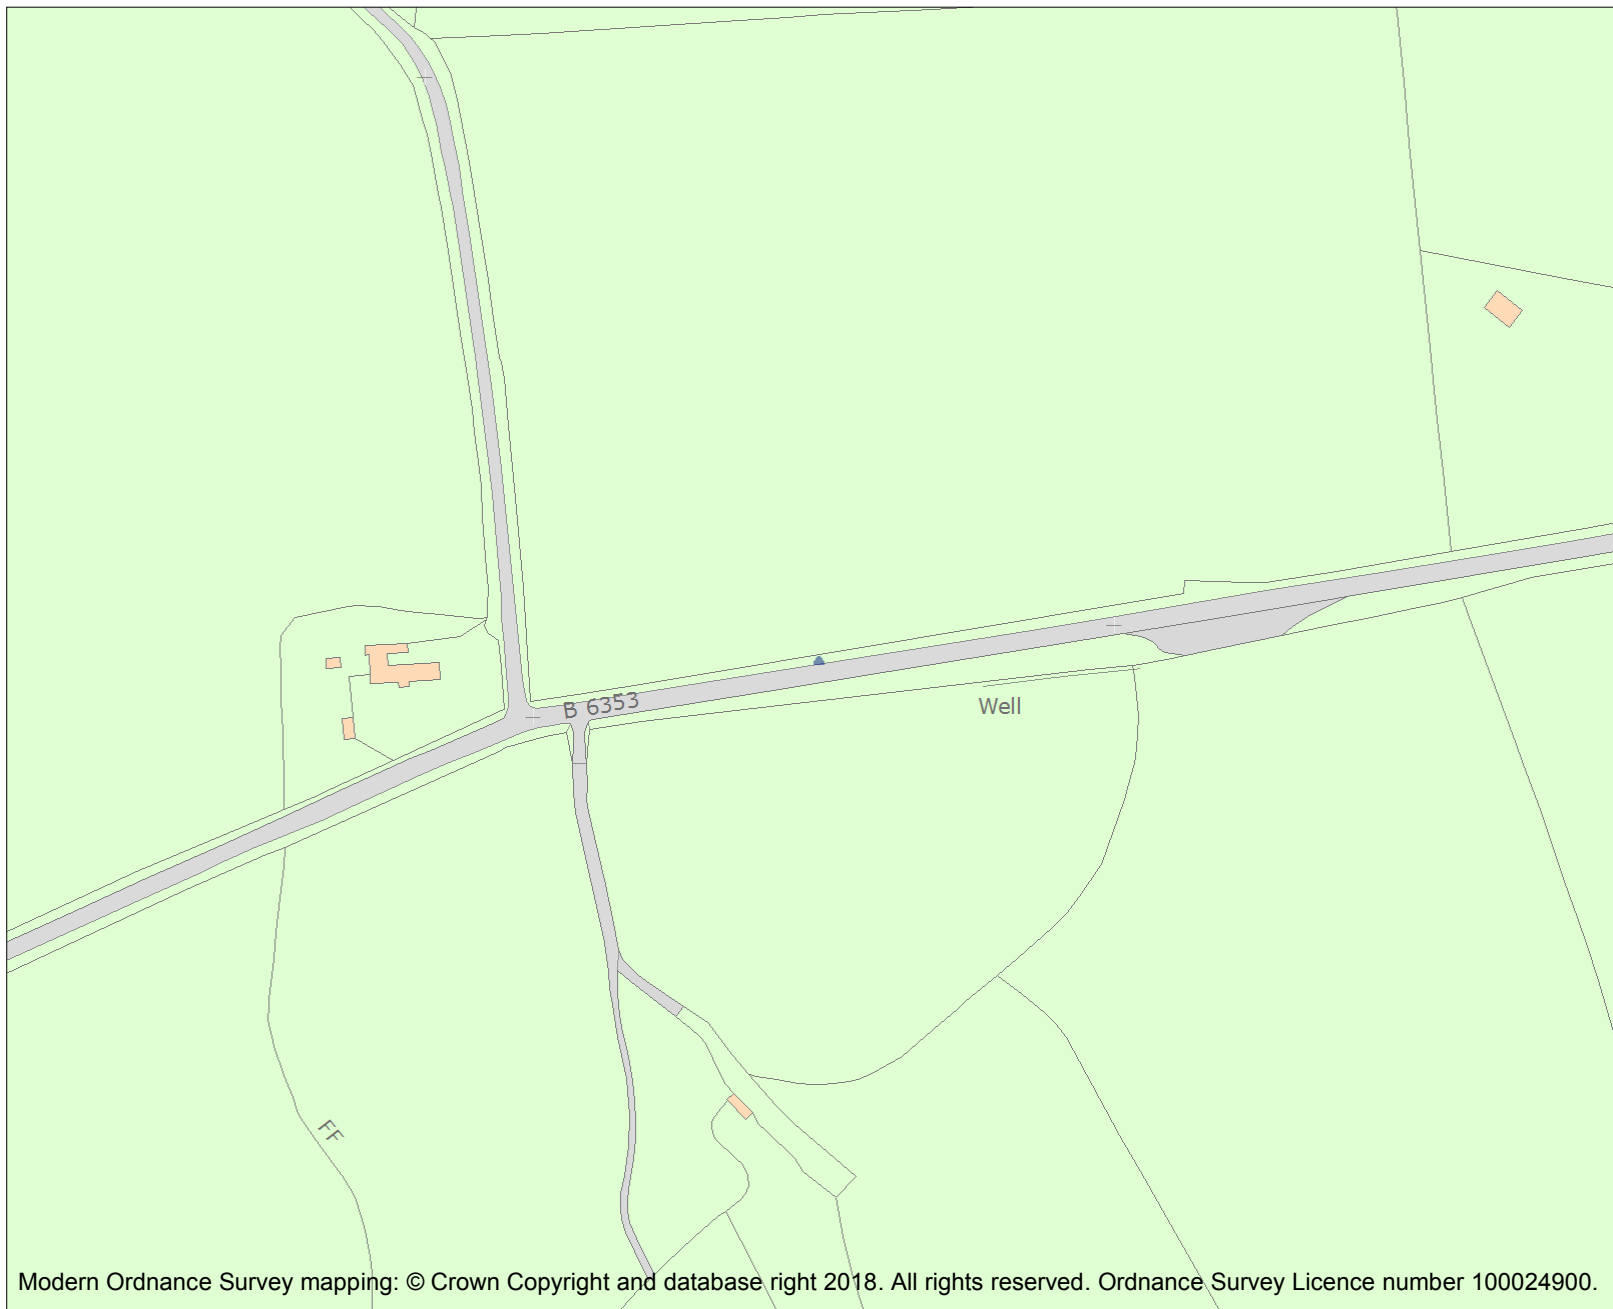 B 6353
Well
FF
Modern Ordnance Survey mapping: © Crown Copyright and database right 2018. All rights reserved. Ordnance Survey Licence number 100024900.